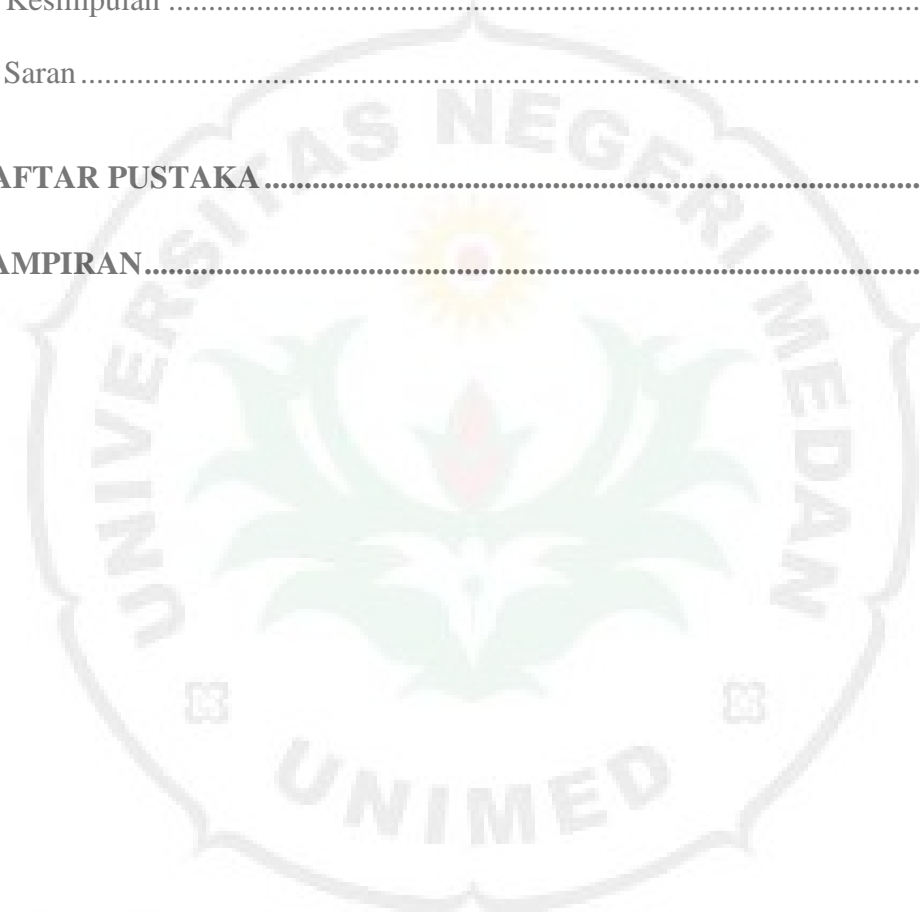 Kesimpulan ........................................................................................................
Saran ........................................................................................................
AFTAR PUSTAKA ........................................................................................
AMPIRAN ........................................................................................................
UNIVERSITAS NEGERI MEDAN
UNIMED